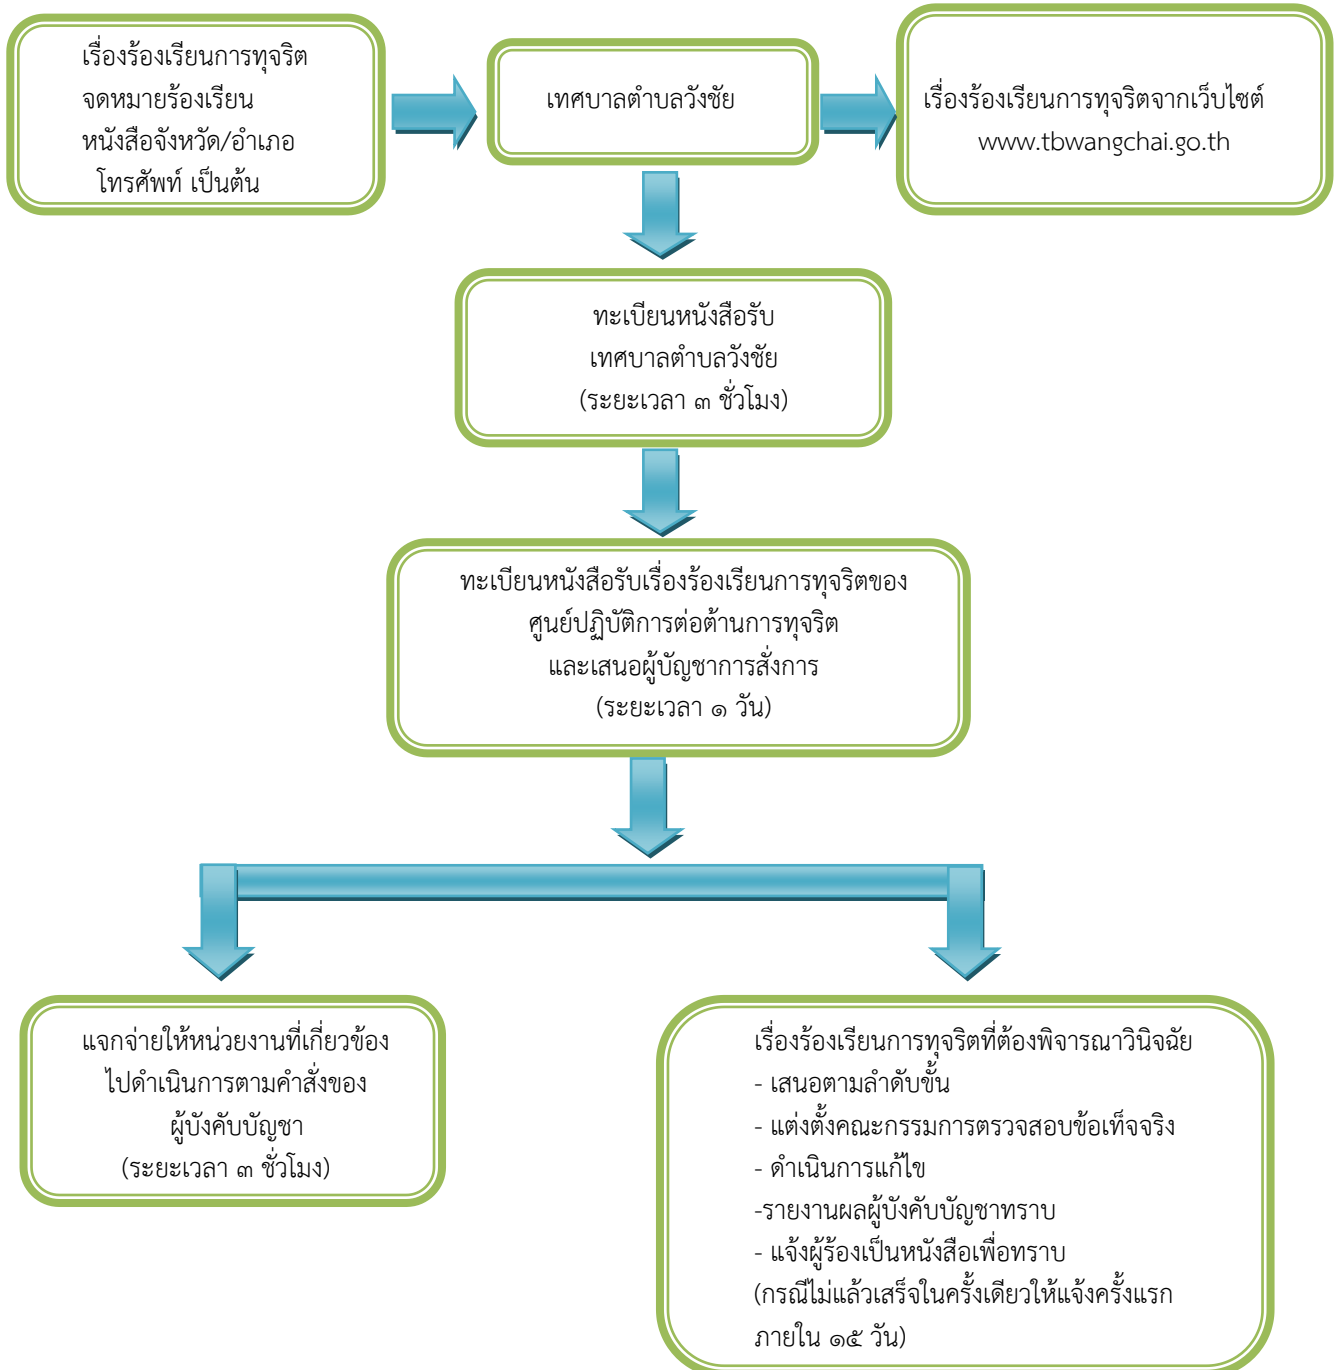 เรื่องร้องเรียนการทุจริต
จดหมายร้องเรียน
หนังสือจังหวัด/อำเภอ
โทรศัพท์ เป็นต้น
เทศบาลตำบลวังชัย
เรื่องร้องเรียนการทุจริตจากเว็บไซต์
www.tbwangchai.go.th
ทะเบียนหนังสือรับ
เทศบาลตำบลวังชัย
(ระยะเวลา ๓ ชั่วโมง)
ทะเบียนหนังสือรับเรื่องร้องเรียนการทุจริตของ
ศูนย์ปฏิบัติการต่อต้านการทุจริต
และเสนอผู้บัญชาการสั่งการ
(ระยะเวลา ๑ วัน)
แจกจ่ายให้หน่วยงานที่เกี่ยวข้อง
ไปดำเนินการตามคำสั่งของ
ผู้บังคับบัญชา
(ระยะเวลา ๓ ชั่วโมง)
เรื่องร้องเรียนการทุจริตที่ต้องพิจารณาวินิจฉัย
- เสนอตามลำดับขั้น
- แต่งตั้งคณะกรรมการตรวจสอบข้อเท็จจริง
- ดำเนินการแก้ไข
-รายงานผลผู้บังคับบัญชาทราบ
- แจ้งผู้ร้องเป็นหนังสือเพื่อทราบ
(กรณีไม่แล้วเสร็จในครั้งเดียวให้แจ้งครั้งแรก
ภายใน ๑๕ วัน)